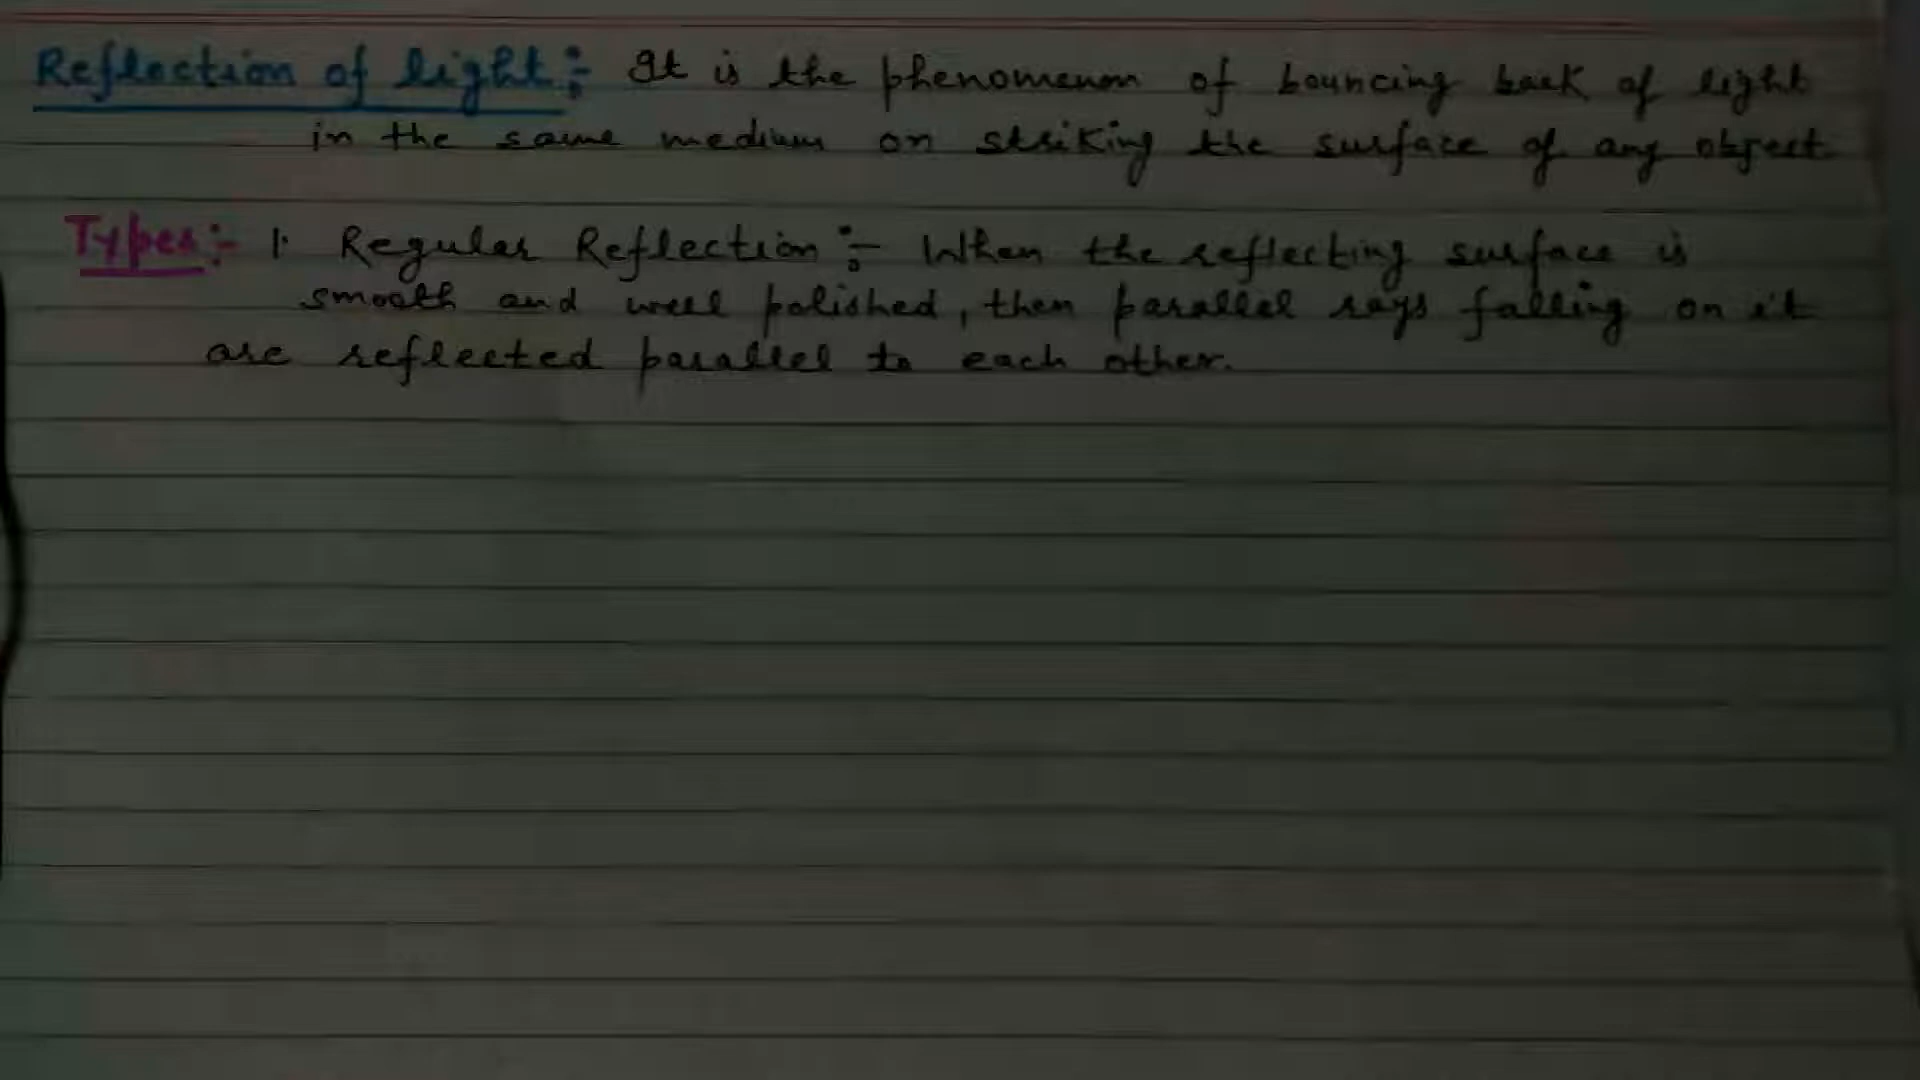 Reflection of light :- It is the phenomenon of bouncing back of light
in the same medium on striking the surface of any object
Types :- 1. Regular Reflection :- When the reflecting surface is
smooth and well polished, then parallel rays falling on it
are reflected parallel to each other.